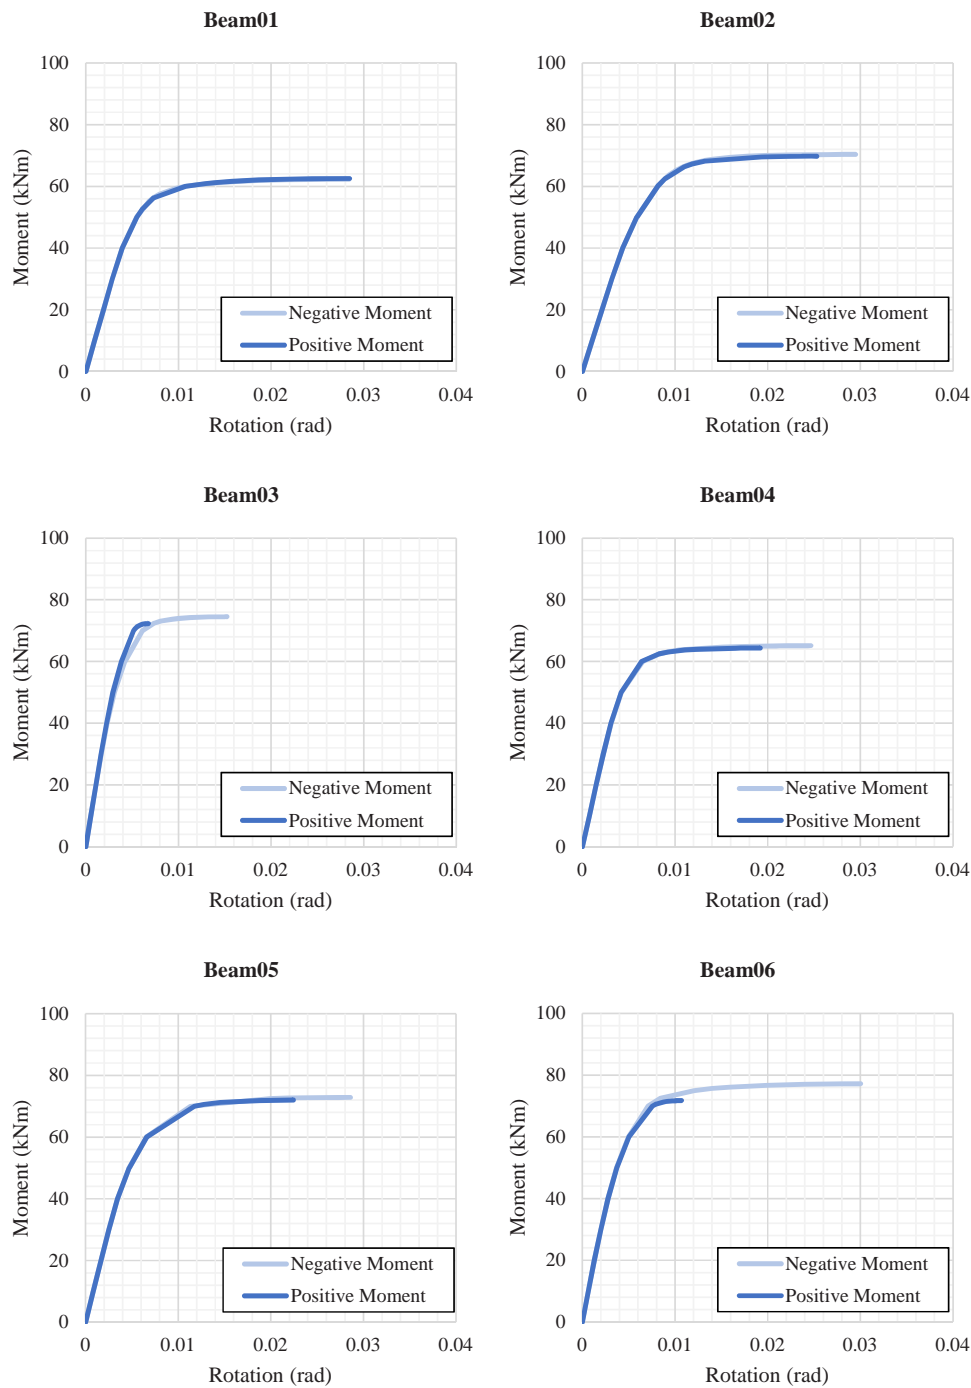 Beam01
Moment (kNm)
100
80
60
40
20
0
Negative Moment
Positive Moment
0 0.01 0.02 0.03 0.04
Rotation (rad)
Beam02
Moment (kNm)
100
80
60
40
20
0
Negative Moment
Positive Moment
0 0.01 0.02 0.03 0.04
Rotation (rad)
Beam03
Moment (kNm)
100
80
60
40
20
0
Negative Moment
Positive Moment
0 0.01 0.02 0.03 0.04
Rotation (rad)
Beam04
Moment (kNm)
100
80
60
40
20
0
Negative Moment
Positive Moment
0 0.01 0.02 0.03 0.04
Rotation (rad)
Beam05
Moment (kNm)
100
80
60
40
20
0
Negative Moment
Positive Moment
0 0.01 0.02 0.03 0.04
Rotation (rad)
Beam06
Moment (kNm)
100
80
60
40
20
0
Negative Moment
Positive Moment
0 0.01 0.02 0.03 0.04
Rotation (rad)